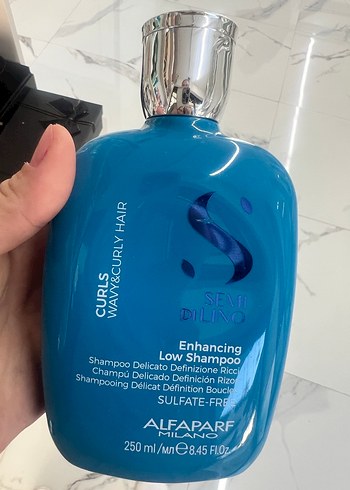 CURLS
WAVY&CURLY HAIR
SEMI
DI LINO
Enhancing
Low Shampoo
Shampoo Delicato Definizione Ricci
Champú Delicado Definición Rizos
Shampooing Délicat Définition Boucles
SULFATE-FREE
ALFAPARF
MILANO
250 ml /мл ℮ 8.45 Fl.Oz.